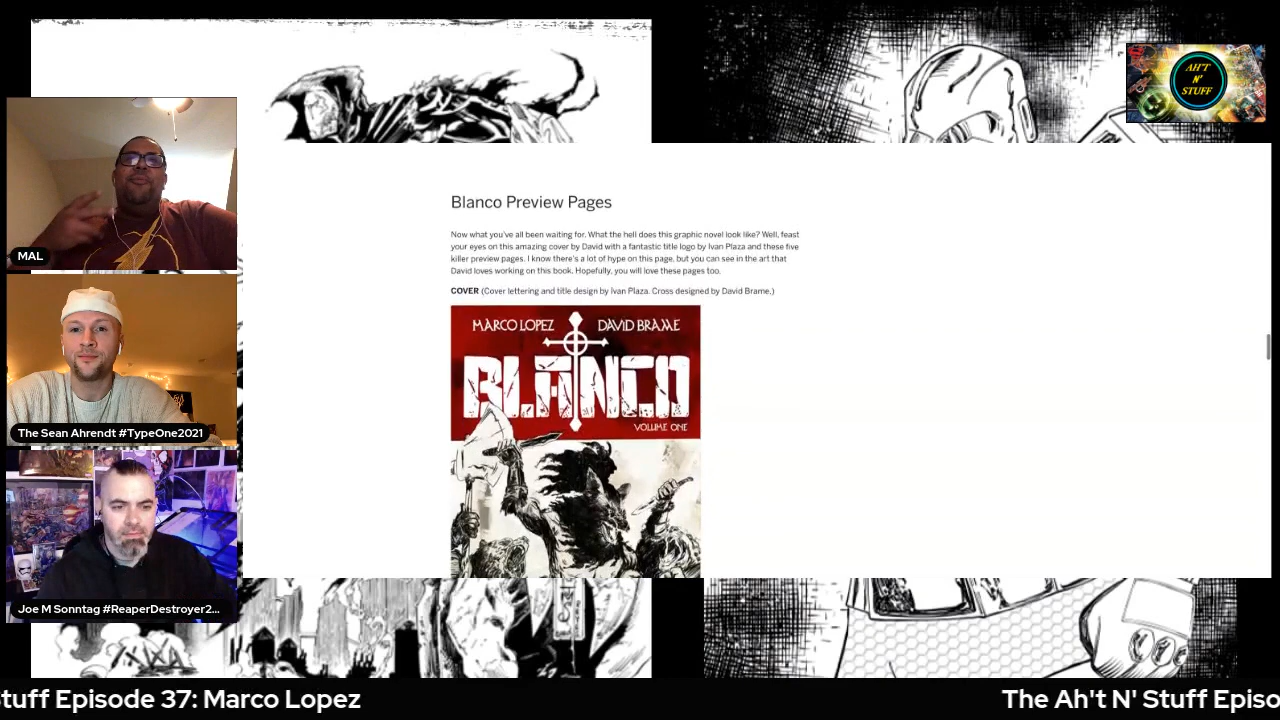 AH'T
N'
STUFF
MAL
The Sean Ahrendt #TypeOne2021
Joe M Sonntag #ReaperDestroyer2...
Blanco Preview Pages
Now what you've all been waiting for. What the hell does this graphic novel look like? Well, feast
your eyes on this amazing cover by David with a fantastic title logo by Ivan Plaza and these five
killer preview pages. I know there's a lot of hype on this page, but you can see in the art that
David loves working on this book. Hopefully, you will love these pages too.
COVER (Cover lettering and title design by Ivan Plaza. Cross designed by David Brame.)
MARCO LOPEZ DAVID BRAME
BLANCO
VOLUME ONE
tuff Episode 37: Marco Lopez The Ah't N' Stuff Episo